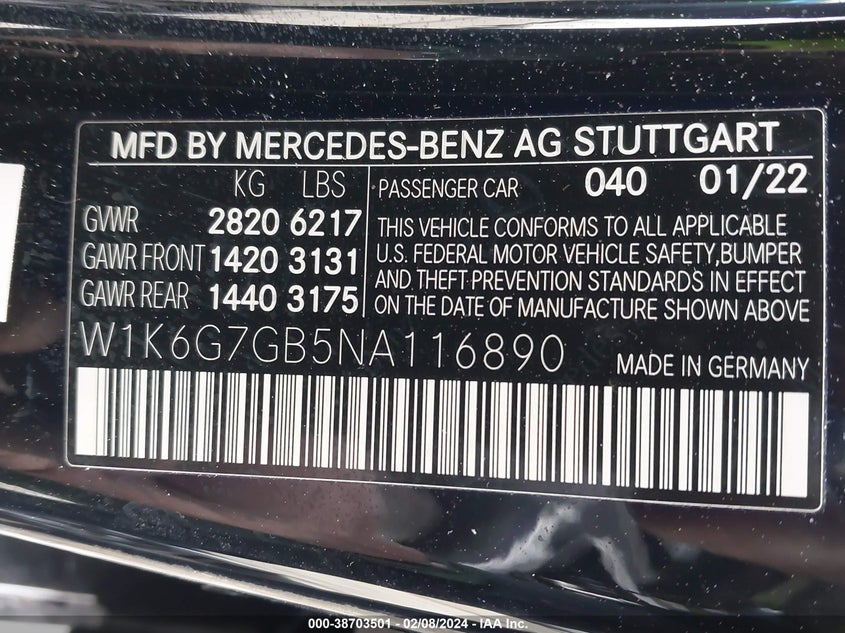 MFD BY MERCEDES-BENZ AG STUTTGART
KG LBS
GVWR 2820 6217
GAWR FRONT 1420 3131
GAWR REAR 1440 3175
PASSENGER CAR 040 01/22
THIS VEHICLE CONFORMS TO ALL APPLICABLE
U.S. FEDERAL MOTOR VEHICLE SAFETY,BUMPER
AND THEFT PREVENTION STANDARDS IN EFFECT
ON THE DATE OF MANUFACTURE SHOWN ABOVE
W1K6G7GB5NA116890
MADE IN GERMANY
000-38703501 - 02/08/2024 - IAA Inc.